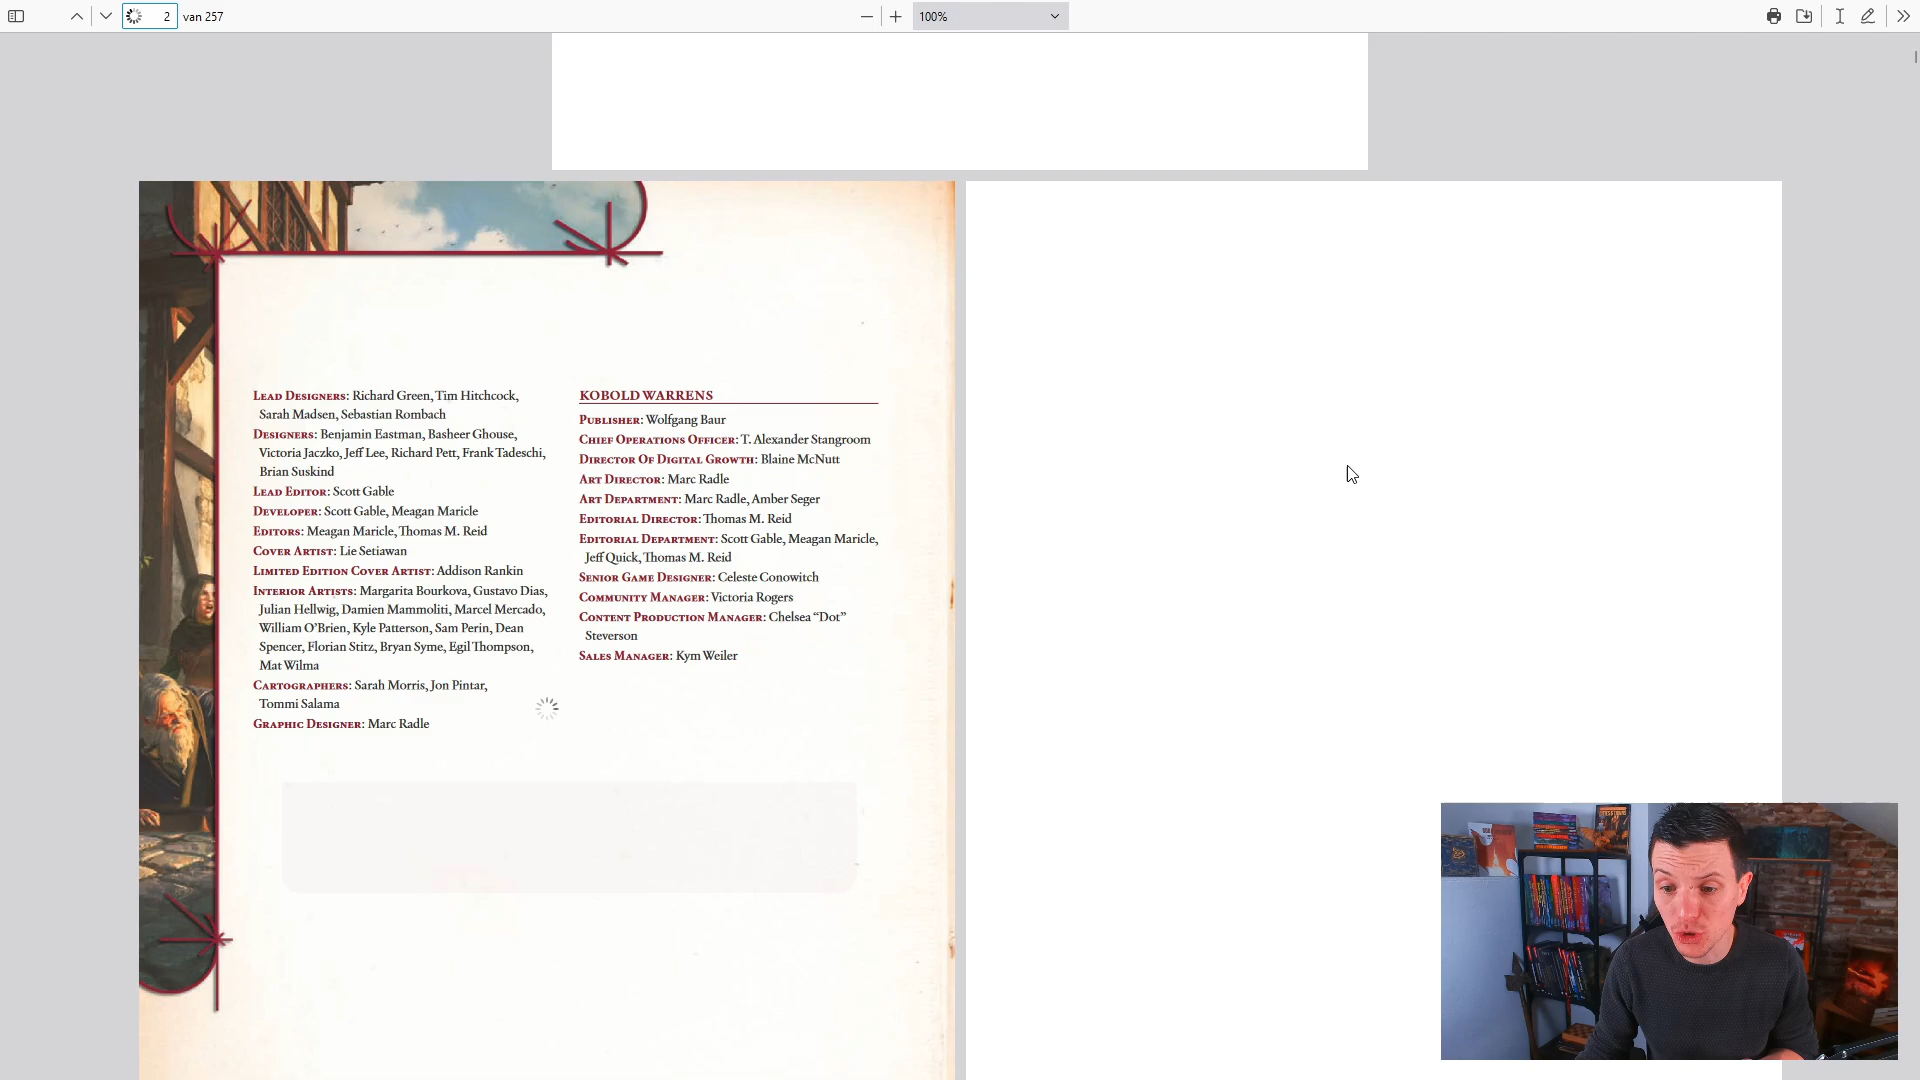 2 van 257
100%
Lead Designers: Richard Green, Tim Hitchcock,
Sarah Madsen, Sebastian Rombach
Designers: Benjamin Eastman, Basheer Ghouse,
Victoria Jaczko, Jeff Lee, Richard Pett, Frank Tadeschi,
Brian Suskind
Lead Editor: Scott Gable
Developer: Scott Gable, Meagan Maricle
Editors: Meagan Maricle, Thomas M. Reid
Cover Artist: Lie Setiawan
Limited Edition Cover Artist: Addison Rankin
Interior Artists: Margarita Bourkova, Gustavo Dias,
Julian Hellwig, Damien Mammoliti, Marcel Mercado,
William O’Brien, Kyle Patterson, Sam Perin, Dean
Spencer, Florian Stitz, Bryan Syme, Egil Thompson,
Mat Wilma
Cartographers: Sarah Morris, Jon Pintar,
Tommi Salama
Graphic Designer: Marc Radle
KOBOLD WARRENS
Publisher: Wolfgang Baur
Chief Operations Officer: T. Alexander Stangroom
Director Of Digital Growth: Blaine McNutt
Art Director: Marc Radle
Art Department: Marc Radle, Amber Seger
Editorial Director: Thomas M. Reid
Editorial Department: Scott Gable, Meagan Maricle,
Jeff Quick, Thomas M. Reid
Senior Game Designer: Celeste Conowitch
Community Manager: Victoria Rogers
Content Production Manager: Chelsea “Dot”
Steverson
Sales Manager: Kym Weiler